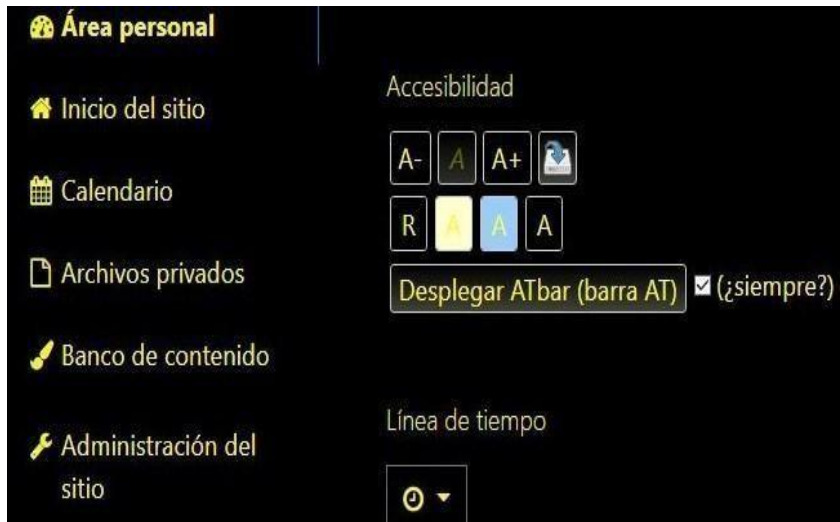 Área personal
Inicio del sitio
Calendario
Archivos privados
Banco de contenido
Administración del
sitio
Accesibilidad
A- A A+
R A A A
Desplegar ATbar (barra AT) (¿siempre?)
Línea de tiempo